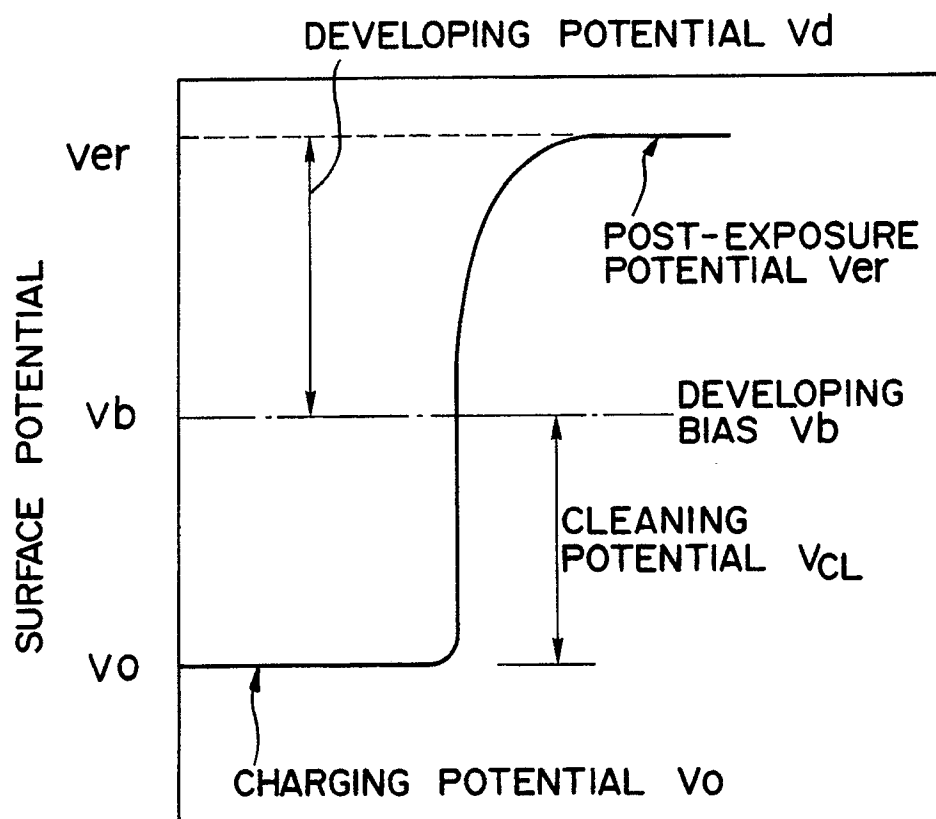 DEVELOPING POTENTIAL Vd
Ver
POST-EXPOSURE
POTENTIAL Ver
SURFACE POTENTIAL
Vb
DEVELOPING
BIAS Vb
CLEANING
POTENTIAL VCL
Vo
CHARGING POTENTIAL Vo